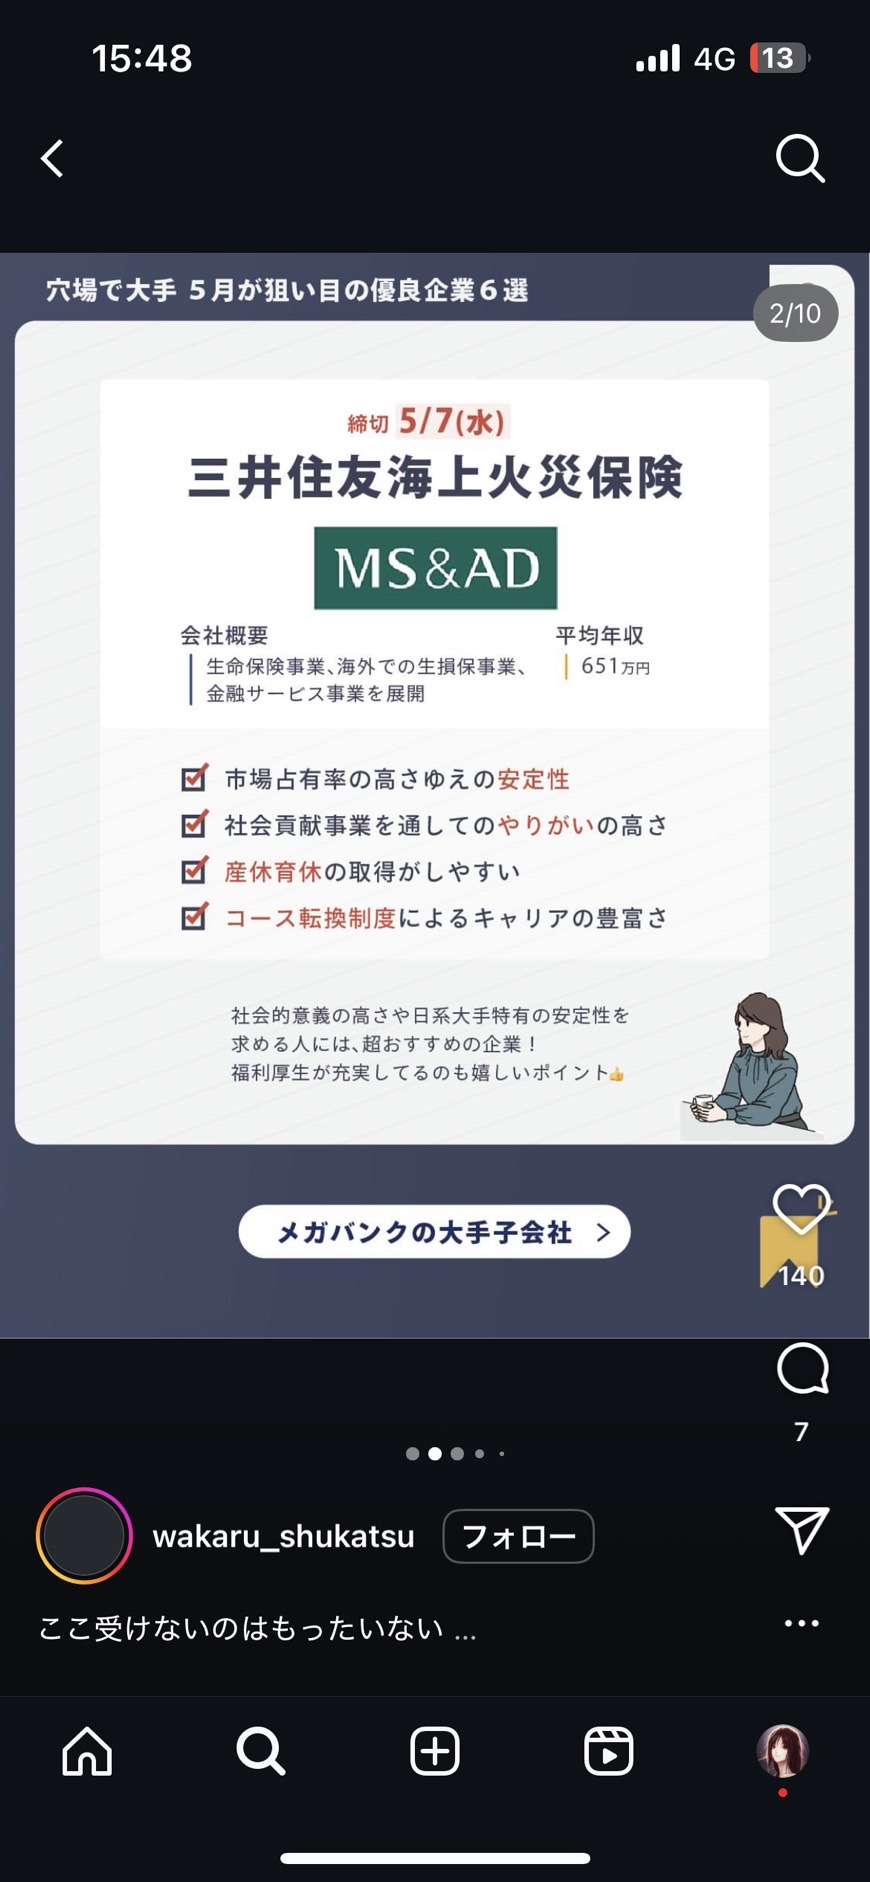 15:48
4G
13
穴場で大手 5月が狙い目の優良企業6選
2/10
締切 5/7(水)
三井住友海上火災保険
MS&AD
会社概要
生命保険事業、海外での生損保事業、
金融サービス事業を展開
平均年収
651万円
市場占有率の高さゆえの安定性
社会貢献事業を通してのやりがいの高さ
産休育休の取得がしやすい
コース転換制度によるキャリアの豊富さ
社会的意義の高さや日系大手特有の安定性を
求める人には、超おすすめの企業！
福利厚生が充実してるのも嬉しいポイント👍
メガバンクの大手子会社 >
140
7
wakaru_shukatsu
フォロー
ここ受けないのはもったいない ...